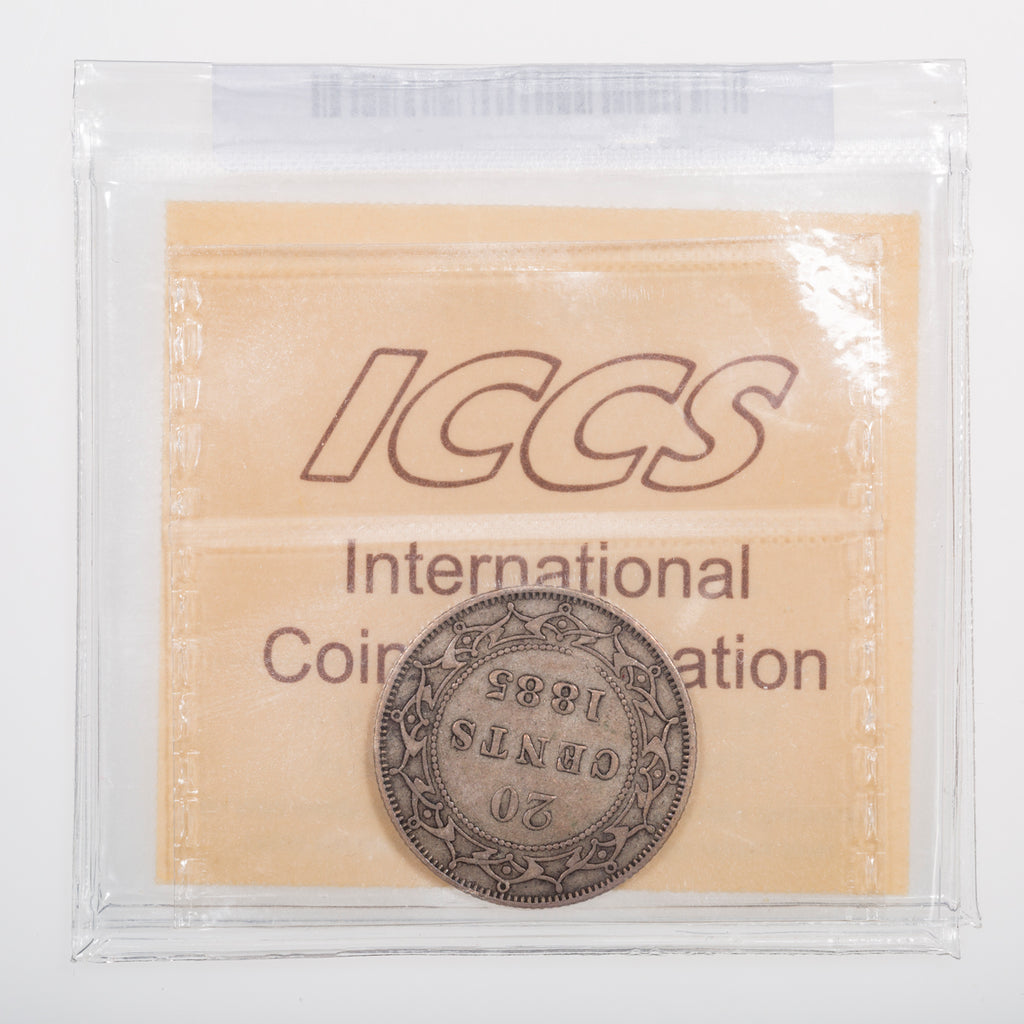 ICCS
International
Coin ation
20
CENTS
1885